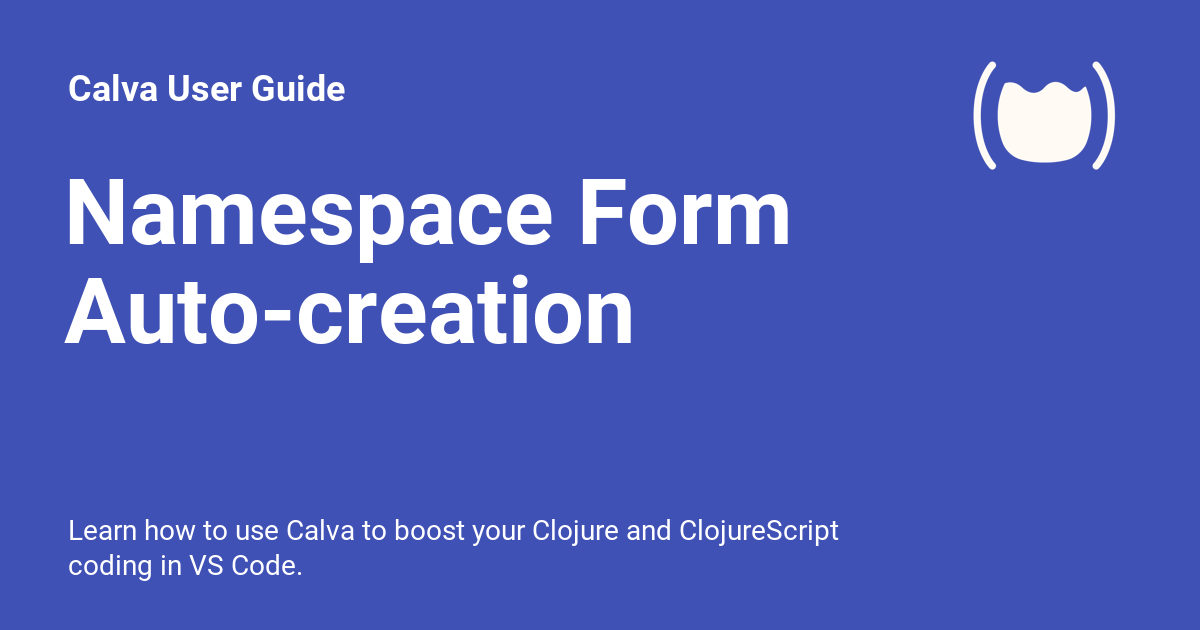 Calva User Guide
Namespace Form
Auto-creation
Learn how to use Calva to boost your Clojure and ClojureScript
coding in VS Code.